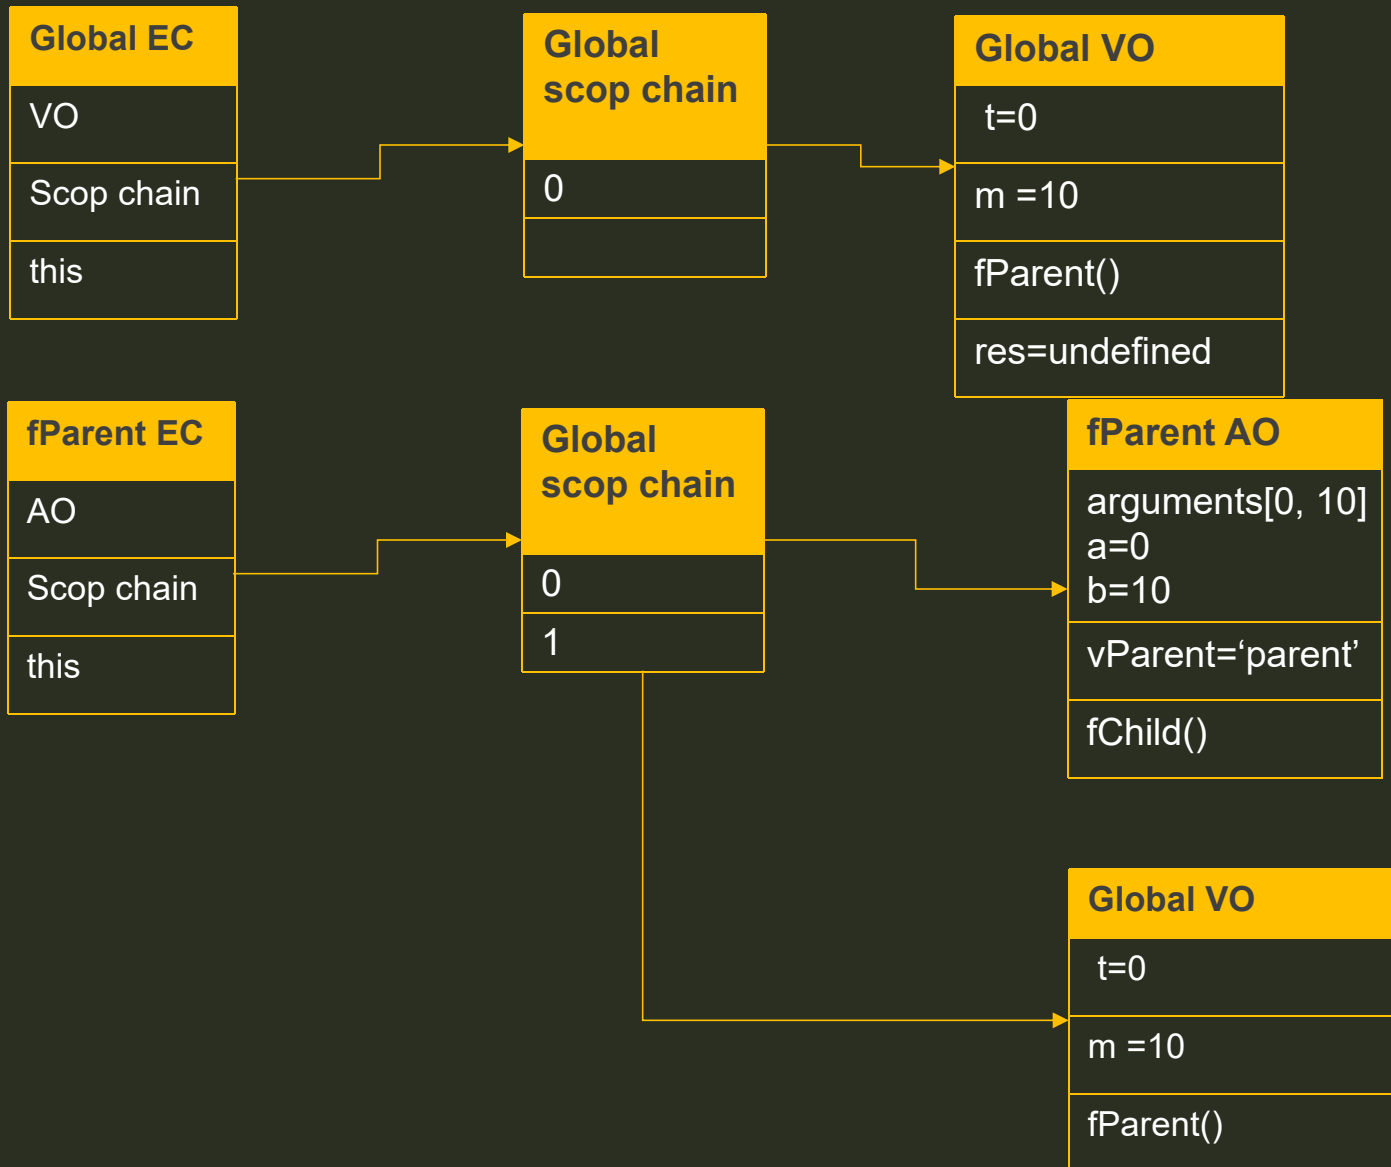 Global EC
VO
Scop chain
this
Global
scop chain
0
Global VO
t=0
m =10
fParent()
res=undefined
fParent EC
AO
Scop chain
this
Global
scop chain
0
1
fParent AO
arguments[0, 10]
a=0
b=10
vParent=‘parent’
fChild()
Global VO
t=0
m =10
fParent()